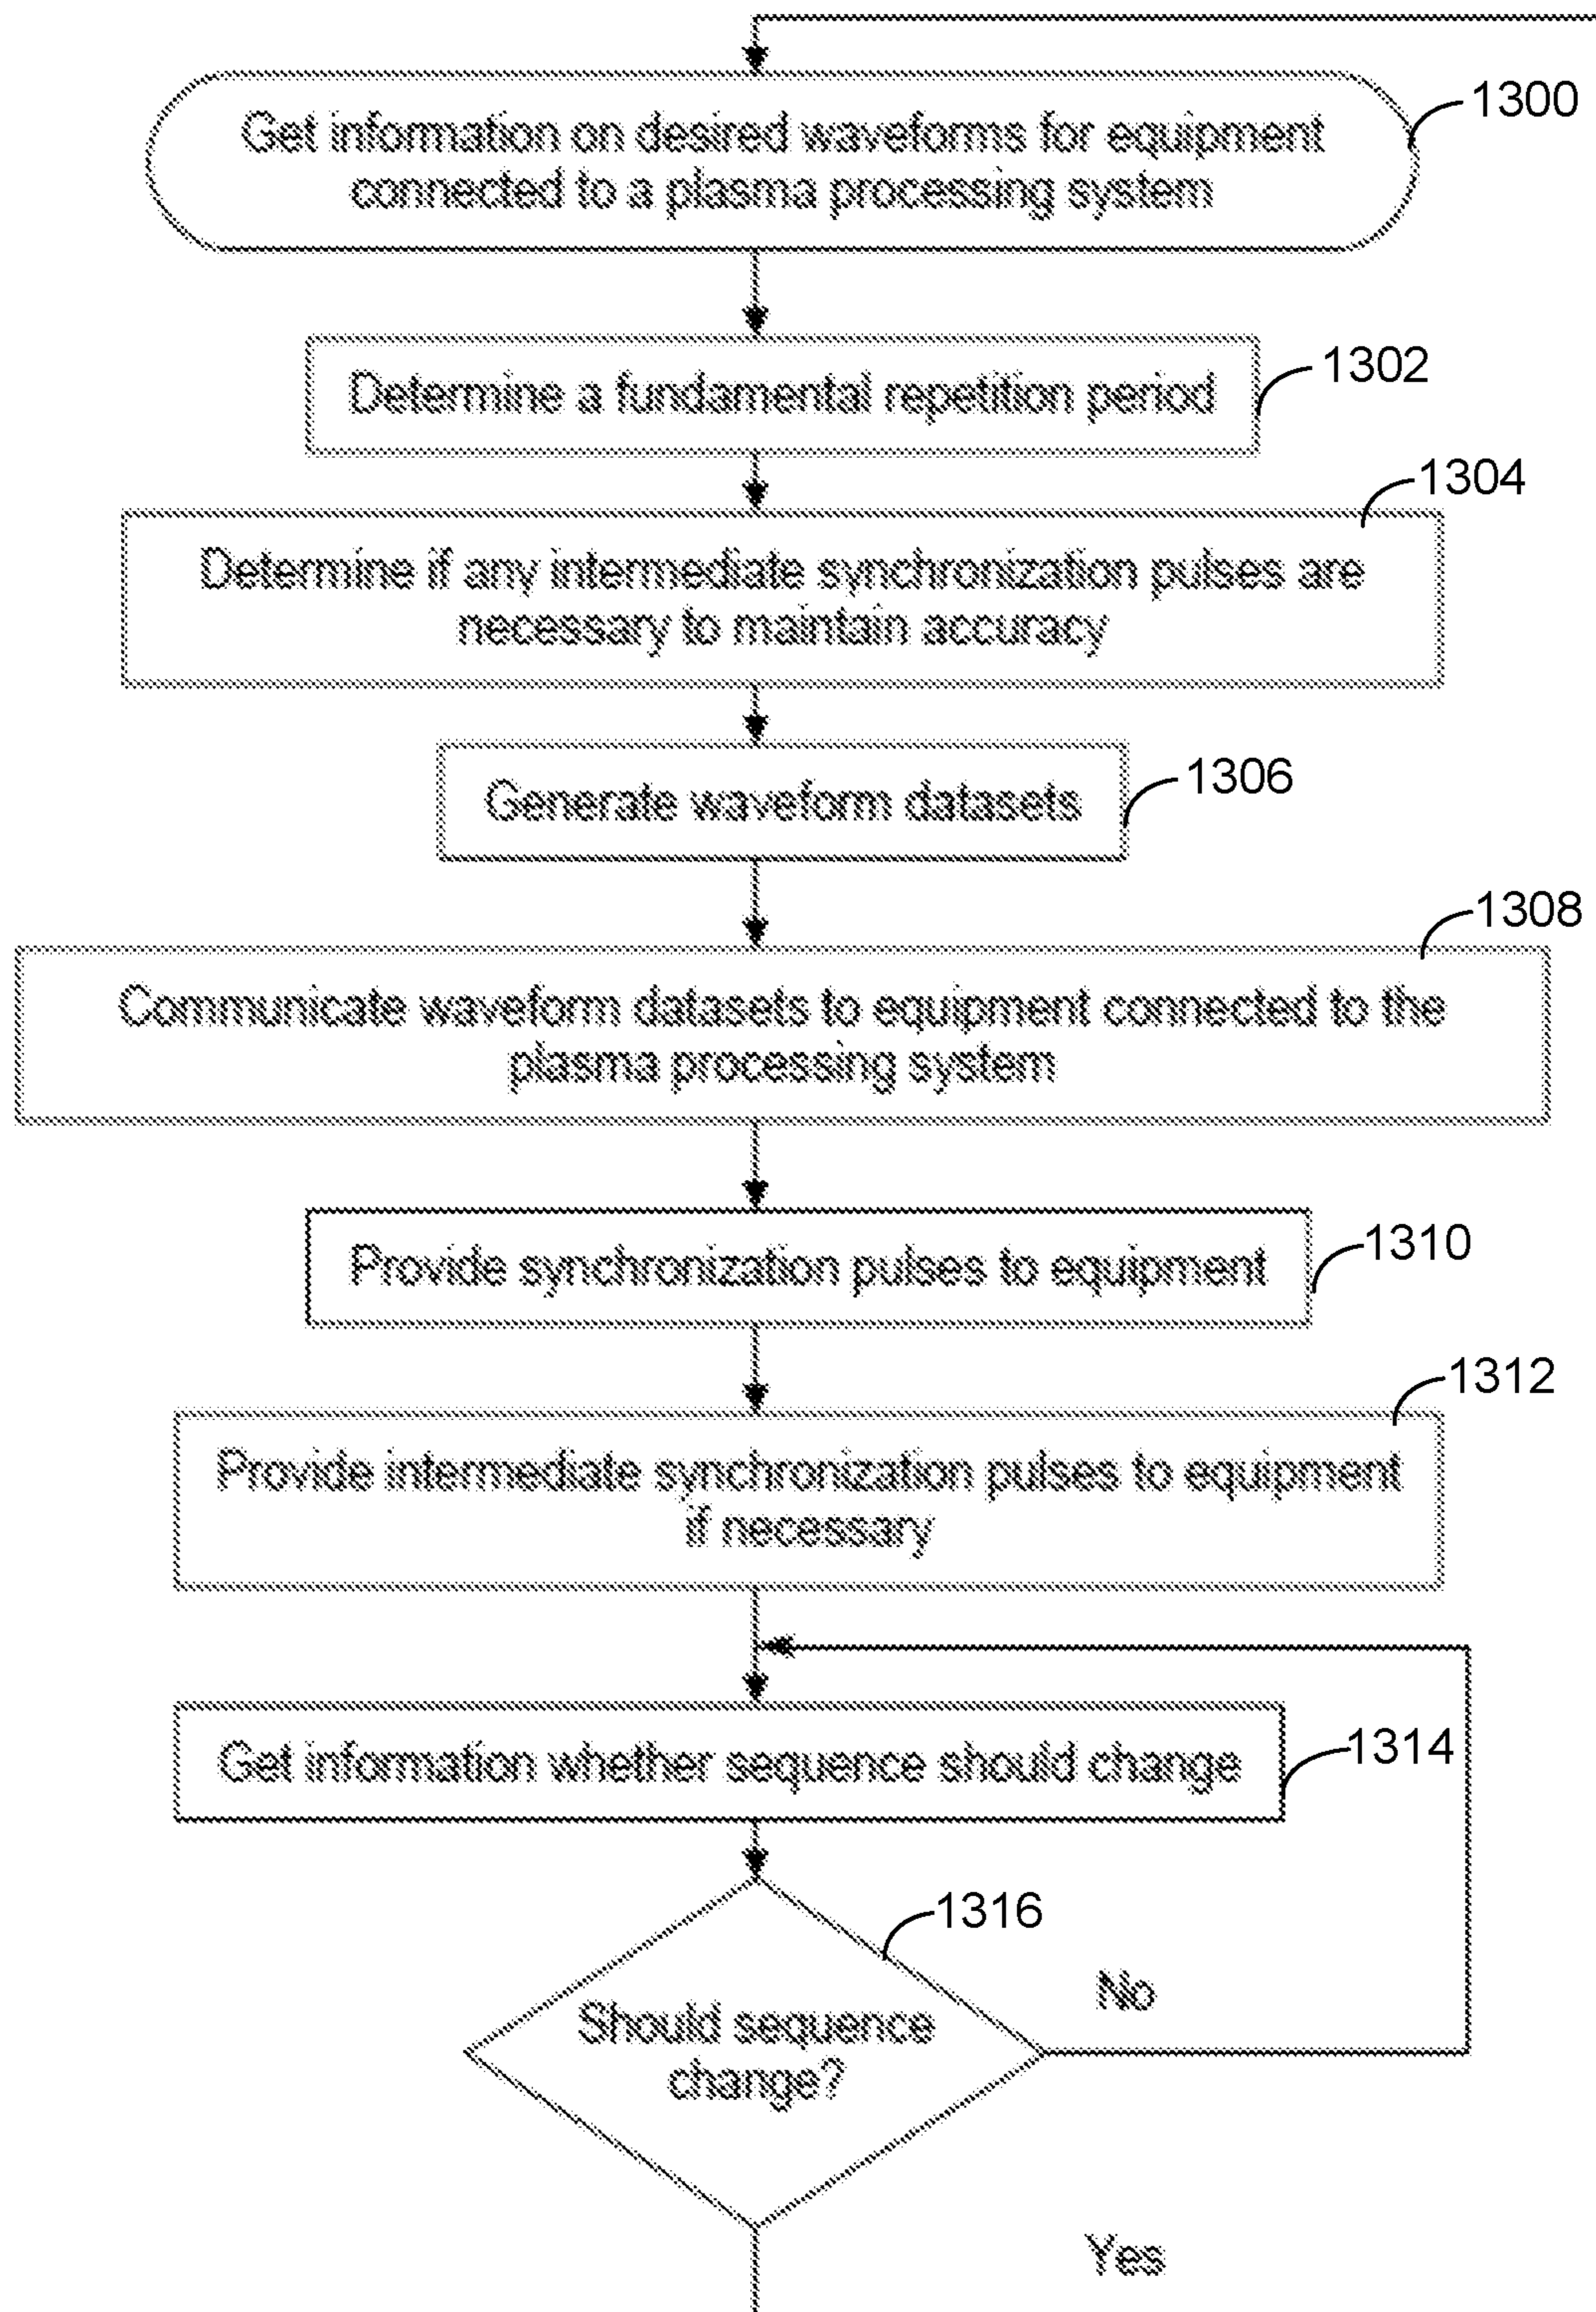 1300
Get information on desired waveforms for equipment
connected to a plasma processing system
1302
Determine a fundamental repetition period
1304
Determine if any intermediate synchronization pulses are
necessary to maintain accuracy
1306
Generate waveform datasets
1308
Communicate waveform datasets to equipment connected to the
plasma processing system
1310
Provide synchronization pulses to equipment
1312
Provide intermediate synchronization pulses to equipment
if necessary
1314
Get information whether sequence should change
1316
No
Should sequence
change?
Yes